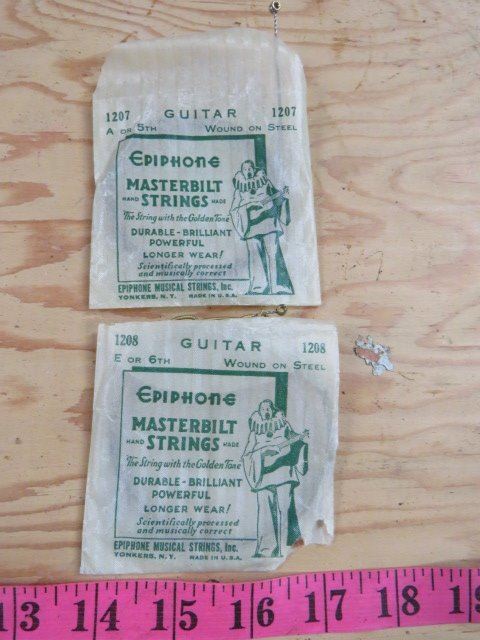 1207 GUITAR 1207
A OR 5TH WOUND ON STEEL
EPIPHONE
MASTERBILT
HAND STRINGS MADE
The String with the Golden Tone
DURABLE - BRILLIANT
POWERFUL
LONGER WEAR!
Scientifically processed
and musically correct
EPIPHONE MUSICAL STRINGS, Inc.
YONKERS, N.Y. MADE IN U.S.A.
1208 GUITAR 1208
E OR 6TH WOUND ON STEEL
EPIPHONE
MASTERBILT
HAND STRINGS MADE
The String with the Golden Tone
DURABLE - BRILLIANT
POWERFUL
LONGER WEAR!
Scientifically processed
and musically correct
EPIPHONE MUSICAL STRINGS, Inc.
YONKERS, N.Y. MADE IN U.S.A.
13 14 15 16 17 18 19